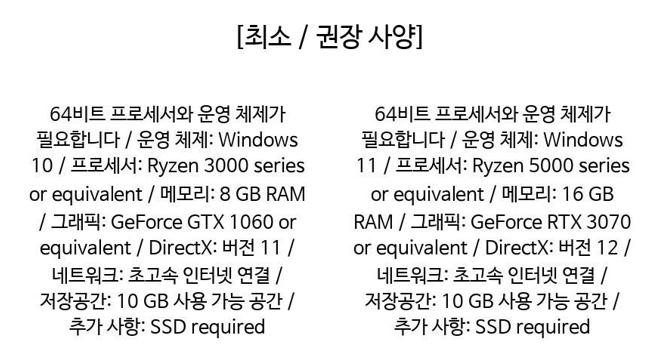 [최소 / 권장 사양]
64비트 프로세서와 운영 체제가
필요합니다 / 운영 체제: Windows
10 / 프로세서: Ryzen 3000 series
or equivalent / 메모리: 8 GB RAM
/ 그래픽: GeForce GTX 1060 or
equivalent / DirectX: 버전 11 /
네트워크: 초고속 인터넷 연결 /
저장공간: 10 GB 사용 가능 공간 /
추가 사항: SSD required
64비트 프로세서와 운영 체제가
필요합니다 / 운영 체제: Windows
11 / 프로세서: Ryzen 5000 series
or equivalent / 메모리: 16 GB
RAM / 그래픽: GeForce RTX 3070
or equivalent / DirectX: 버전 12 /
네트워크: 초고속 인터넷 연결 /
저장공간: 10 GB 사용 가능 공간 /
추가 사항: SSD required